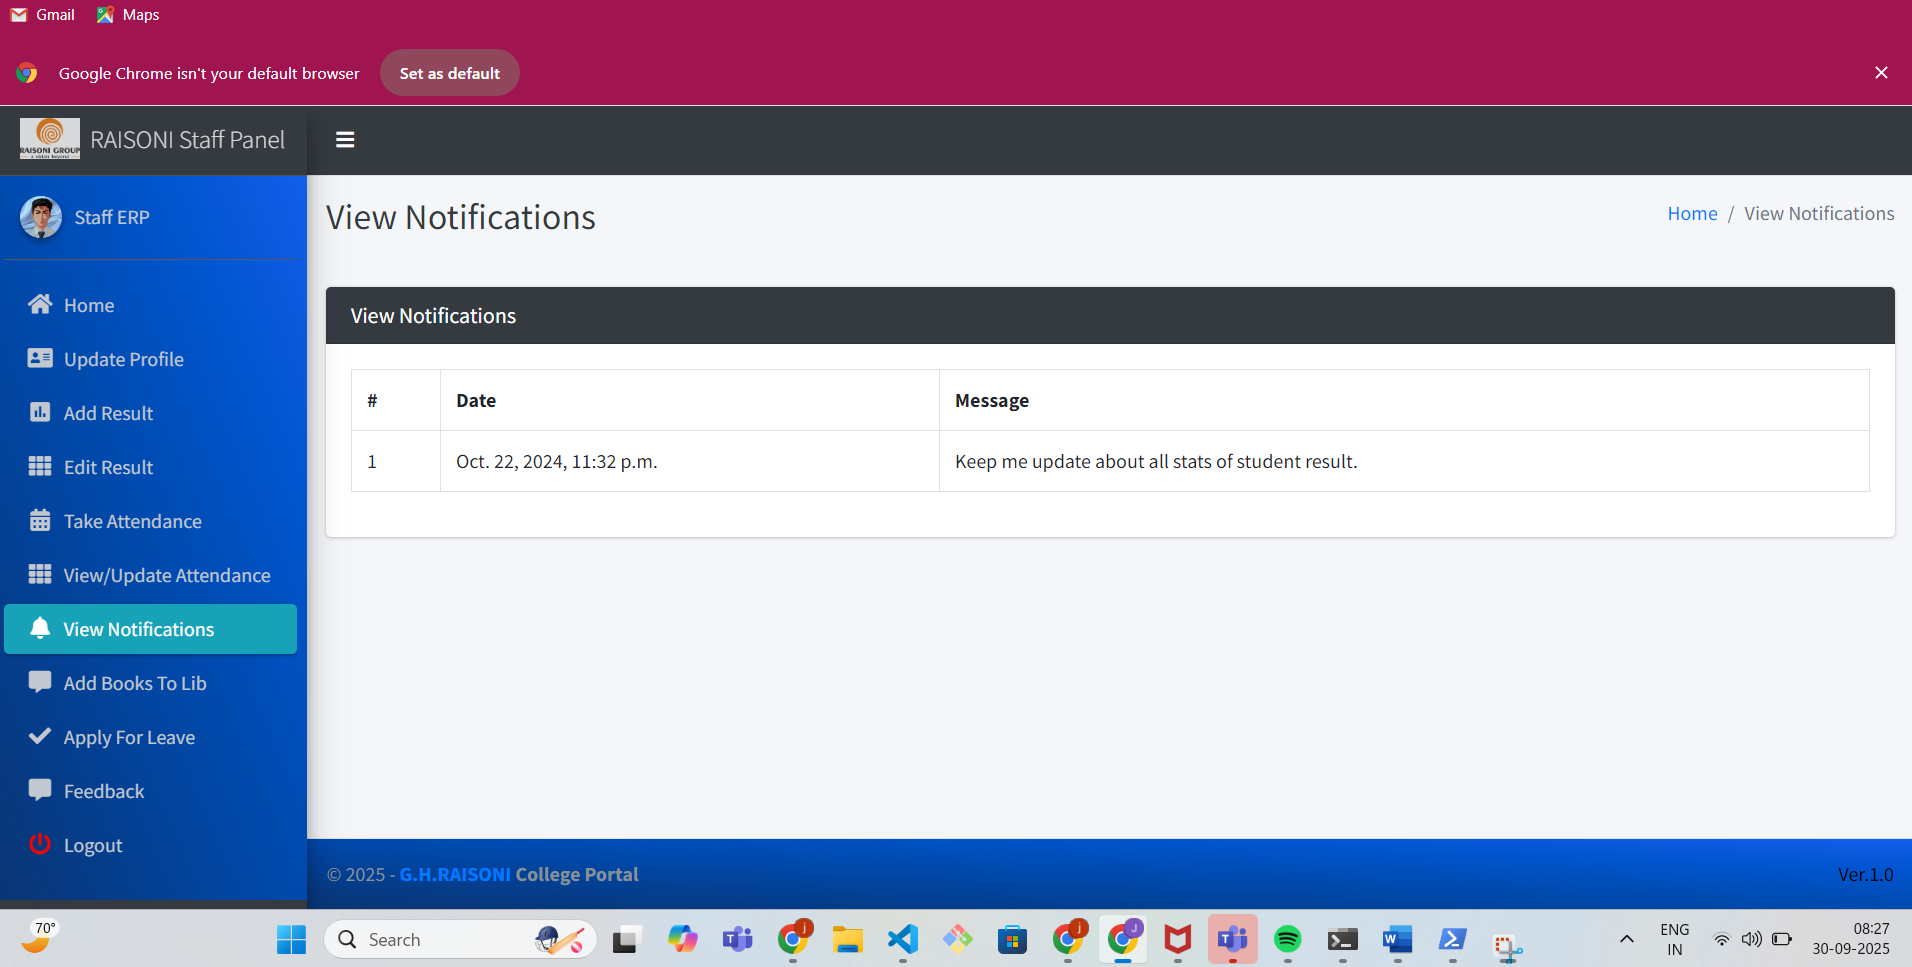 Gmail Maps
Google Chrome isn't your default browser Set as default
RAISONI GROUP
a vision beyond
RAISONI Staff Panel
Staff ERP
Home
Update Profile
Add Result
Edit Result
Take Attendance
View/Update Attendance
View Notifications
Add Books To Lib
Apply For Leave
Feedback
Logout
View Notifications
Home / View Notifications
View Notifications
# Date Message
1 Oct. 22, 2024, 11:32 p.m. Keep me update about all stats of student result.
© 2025 - G.H.RAISONI College Portal
Ver.1.0
70°
Search
ENG
IN
08:27
30-09-2025